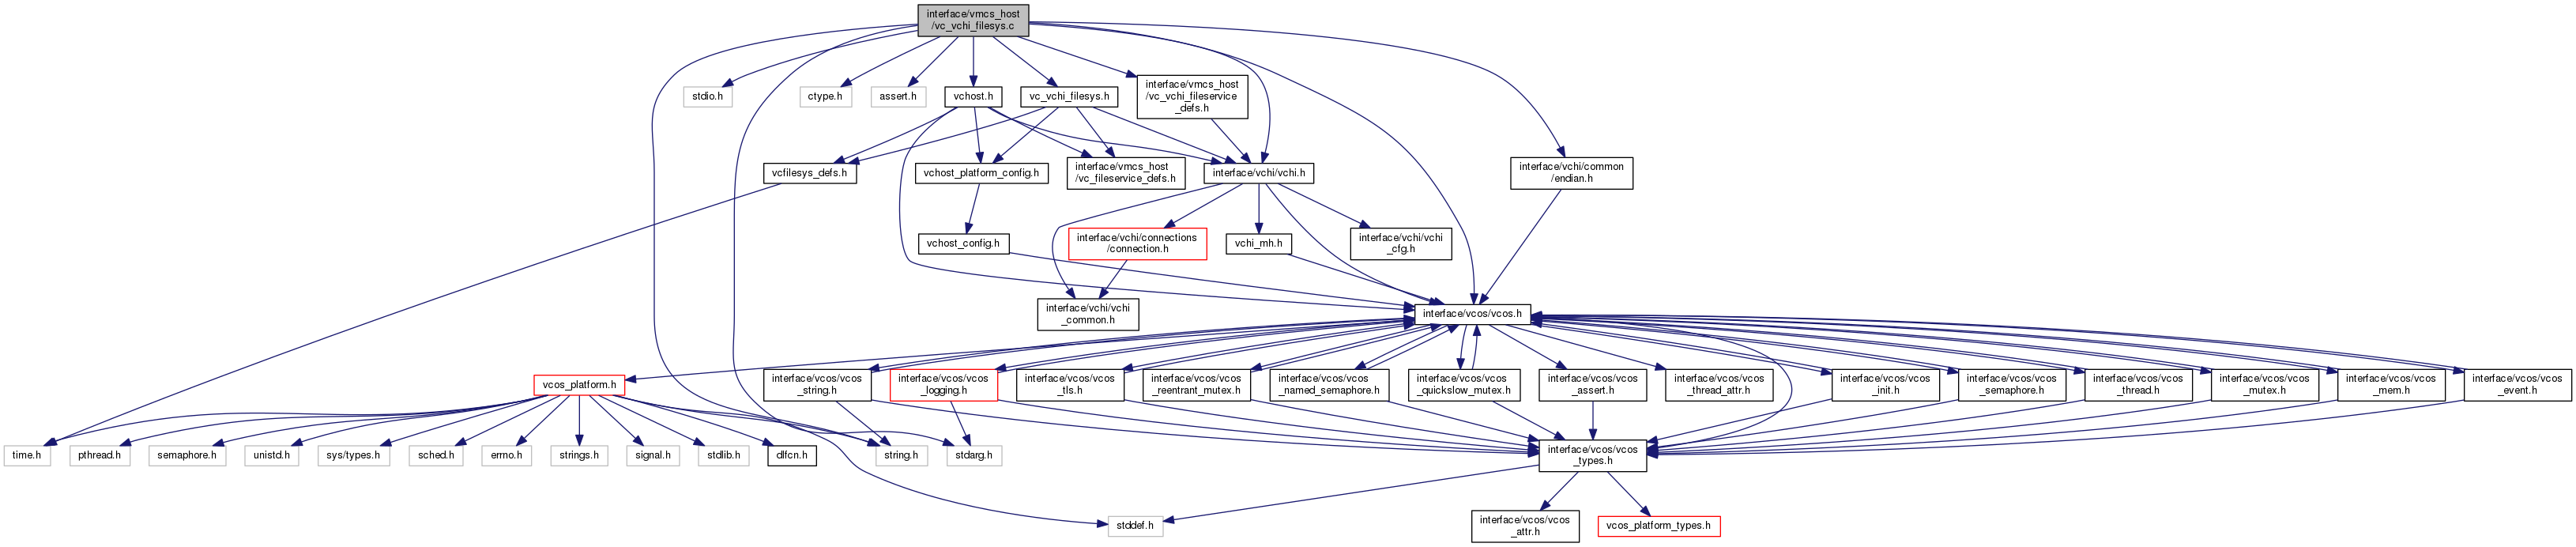 interface/vmcs_host
/vc_vchi_filesys.c
stdio.h
ctype.h
assert.h
vchost.h
vc_vchi_filesys.h
interface/vmcs_host
/vc_vchi_fileservice
_defs.h
vcfilesys_defs.h
vchost_platform_config.h
interface/vmcs_host
/vc_fileservice_defs.h
interface/vchi/vchi.h
interface/vchi/common
/endian.h
vchost_config.h
interface/vchi/connections
/connection.h
vchi_mh.h
interface/vchi/vchi
_cfg.h
interface/vchi/vchi
_common.h
interface/vcos/vcos.h
vcos_platform.h
interface/vcos/vcos
_string.h
interface/vcos/vcos
_logging.h
interface/vcos/vcos
_tls.h
interface/vcos/vcos
_reentrant_mutex.h
interface/vcos/vcos
_named_semaphore.h
interface/vcos/vcos
_quickslow_mutex.h
interface/vcos/vcos
_assert.h
interface/vcos/vcos
_thread_attr.h
interface/vcos/vcos
_init.h
interface/vcos/vcos
_semaphore.h
interface/vcos/vcos
_thread.h
interface/vcos/vcos
_mutex.h
interface/vcos/vcos
_mem.h
interface/vcos/vcos
_event.h
time.h
pthread.h
semaphore.h
unistd.h
sys/types.h
sched.h
errno.h
strings.h
signal.h
stdlib.h
dlfcn.h
string.h
stdarg.h
interface/vcos/vcos
_types.h
stddef.h
interface/vcos/vcos
_attr.h
vcos_platform_types.h